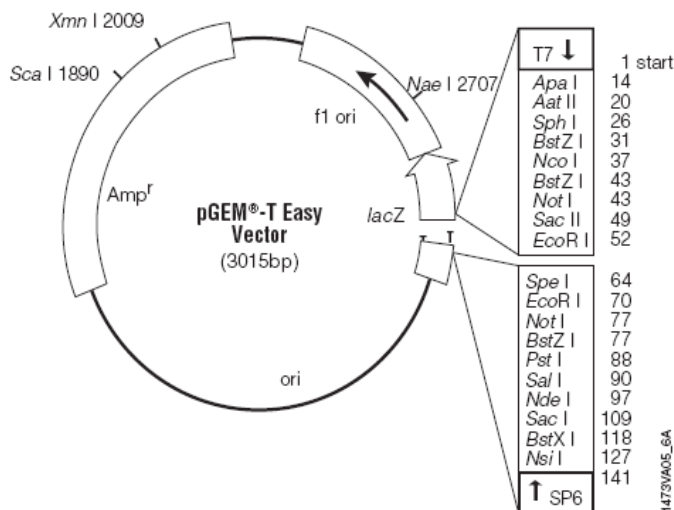 Xmn I 2009
Sca I 1890
Nae I 2707
f1 ori
Ampr
pGEM®-T Easy
Vector
(3015bp)
lacZ
T T
ori
T7 ↓
1 start
Apa I 14
Aat II 20
Sph I 26
BstZ I 31
Nco I 37
BstZ I 43
Not I 43
Sac II 49
EcoR I 52
Spe I 64
EcoR I 70
Not I 77
BstZ I 77
Pst I 88
Sal I 90
Nde I 97
Sac I 109
BstX I 118
Nsi I 127
141
↑ SP6
1473VA05_6A